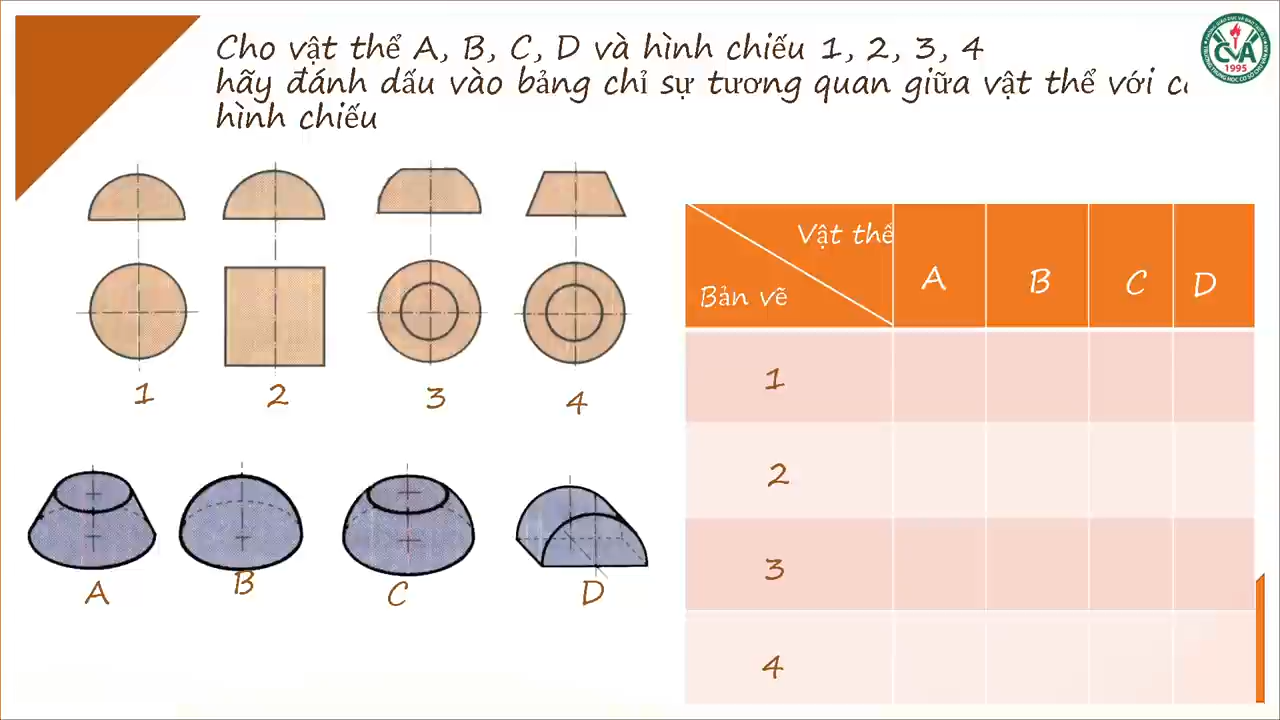 Cho vật thể A, B, C, D và hình chiếu 1, 2, 3, 4
hãy đánh dấu vào bảng chỉ sự tương quan giữa vật thể với
hình chiếu
CVA
1995
Vật thể
Bản vẽ
A B C D
1
2
3
4
1 2 3 4
A B C D